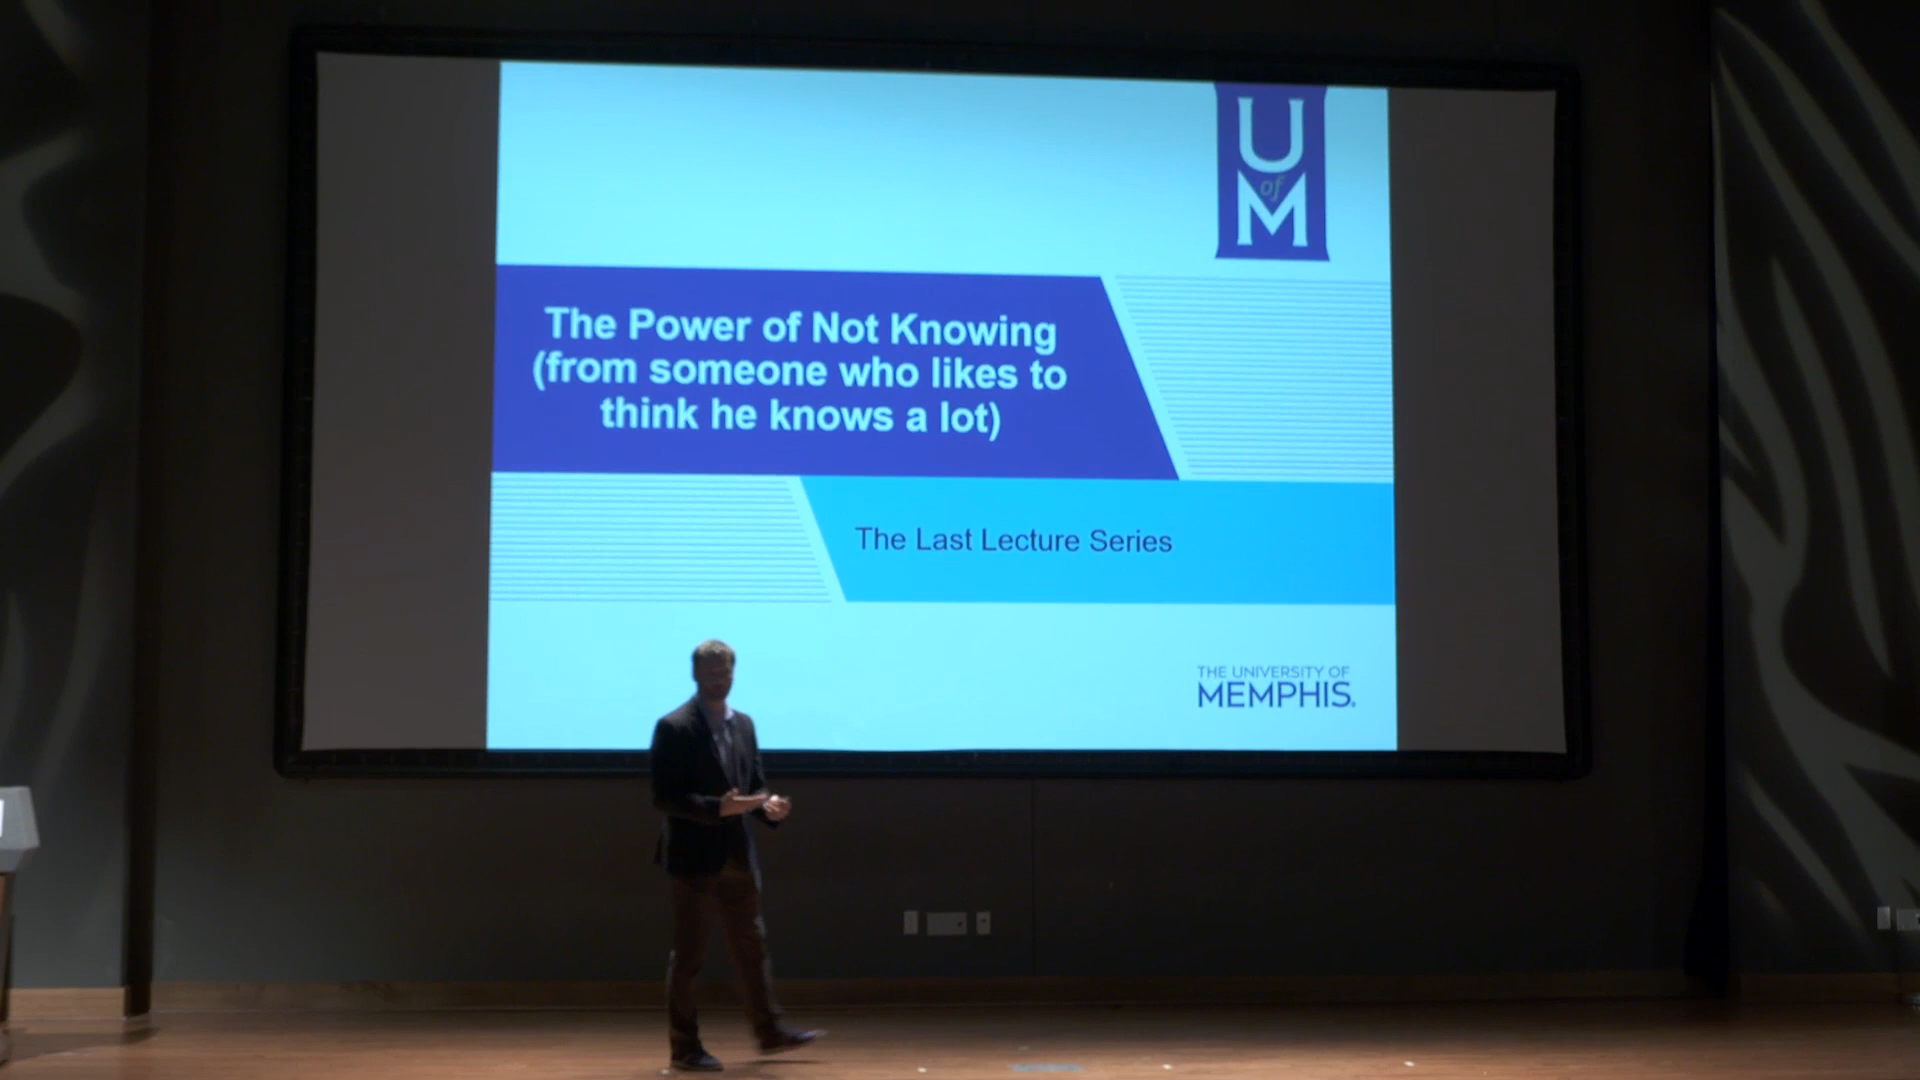 U
of
M
The Power of Not Knowing
(from someone who likes to
think he knows a lot)
The Last Lecture Series
THE UNIVERSITY OF
MEMPHIS.